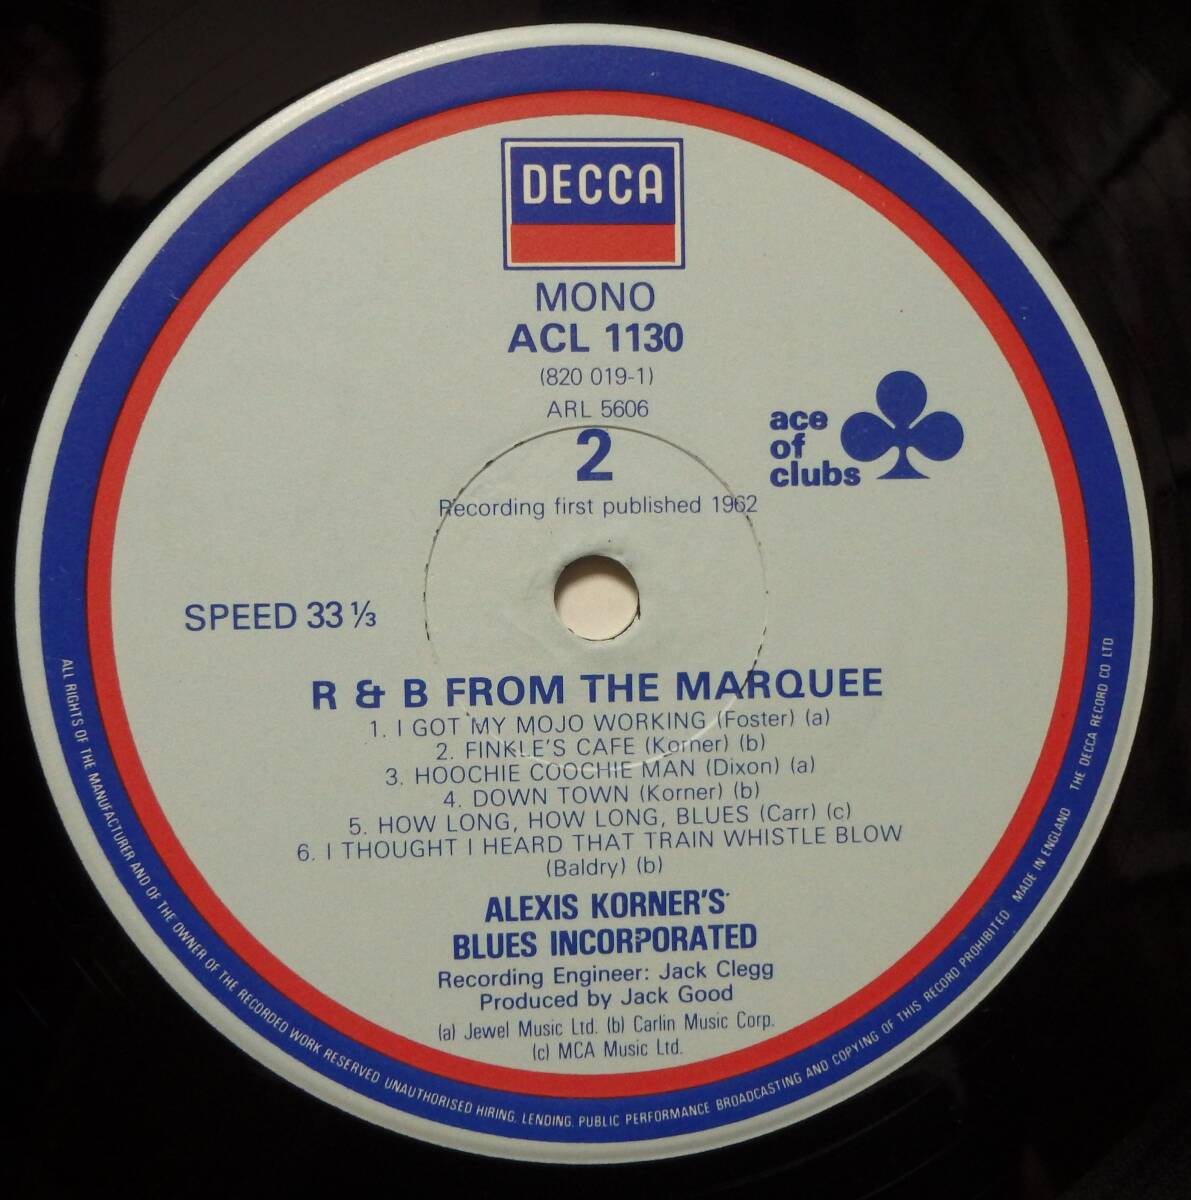 DECCA
MONO
ACL 1130
(820 019-1)
ARL 5606
2
Recording first published 1962
ace
of
clubs
SPEED 33 ⅓
R & B FROM THE MARQUEE
1. I GOT MY MOJO WORKING (Foster) (a)
2. FINKLE'S CAFE (Korner) (b)
3. HOOCHIE COOCHIE MAN (Dixon) (a)
4. DOWN TOWN (Korner) (b)
5. HOW LONG, HOW LONG, BLUES (Carr) (c)
6. I THOUGHT I HEARD THAT TRAIN WHISTLE BLOW
(Baldry) (b)
ALEXIS KORNER'S
BLUES INCORPORATED
Recording Engineer: Jack Clegg
Produced by Jack Good
(a) Jewel Music Ltd. (b) Carlin Music Corp.
(c) MCA Music Ltd.
ALL RIGHTS OF THE MANUFACTURER AND OF THE OWNER OF THE RECORDED WORK RESERVED UNAUTHORISED HIRING, LENDING, PUBLIC PERFORMANCE BROADCASTING AND COPYING OF THIS RECORD PROHIBITED MADE IN ENGLAND THE DECCA RECORD CO LTD